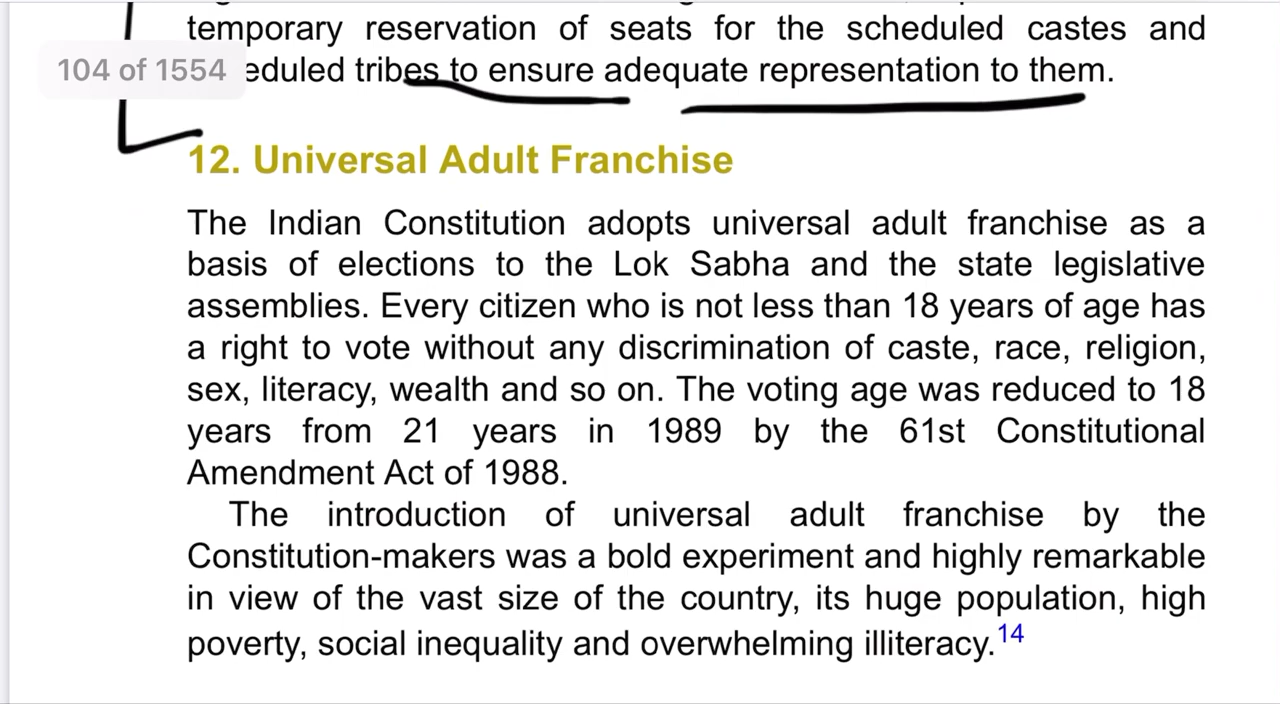 temporary reservation of seats for the scheduled castes and
104 of 1554
eduled tribes to ensure adequate representation to them.
12. Universal Adult Franchise
The Indian Constitution adopts universal adult franchise as a
basis of elections to the Lok Sabha and the state legislative
assemblies. Every citizen who is not less than 18 years of age has
a right to vote without any discrimination of caste, race, religion,
sex, literacy, wealth and so on. The voting age was reduced to 18
years from 21 years in 1989 by the 61st Constitutional
Amendment Act of 1988.
The introduction of universal adult franchise by the
Constitution-makers was a bold experiment and highly remarkable
in view of the vast size of the country, its huge population, high
poverty, social inequality and overwhelming illiteracy.14